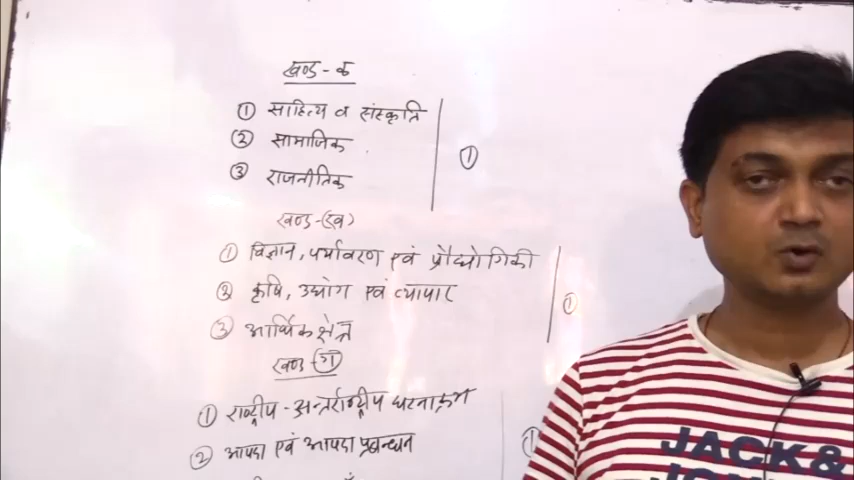 खण्ड - क
① साहित्य व संस्कृति
② सामाजिक
③ राजनीतिक
①
खण्ड - (ख)
① विज्ञान, पर्यावरण एवं प्रौद्योगिकी
② कृषि, उद्योग एवं व्यापार
③ आर्थिक क्षेत्र
①
खण्ड - ग
① राष्ट्रीय - अन्तर्राष्ट्रीय घटनाक्रम
② आपदा एवं आपदा प्रबन्धन
①
JACK &